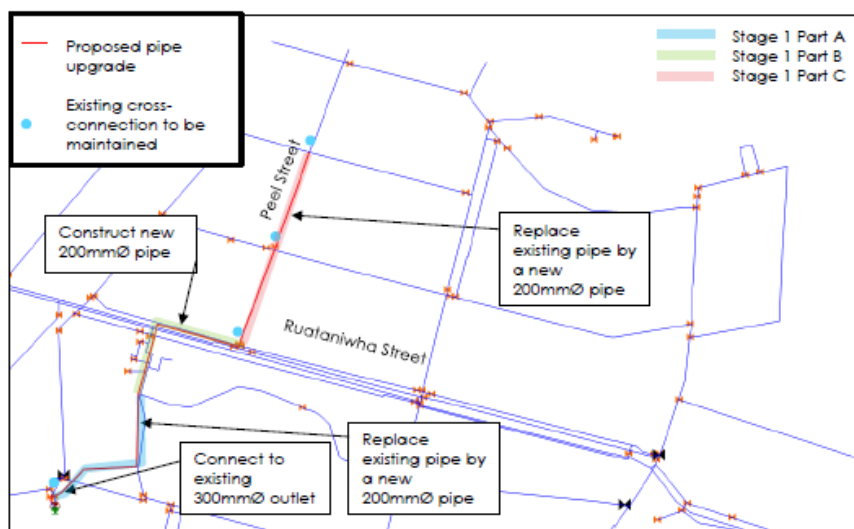 Proposed pipe
upgrade
Existing cross-
connection to be
maintained
Stage 1 Part A
Stage 1 Part B
Stage 1 Part C
Peel Street
Construct new
200mmØ pipe
Replace
existing pipe by
a new
200mmØ pipe
Ruataniwha Street
Connect to
existing
300mmØ outlet
Replace
existing pipe by
a new
200mmØ pipe